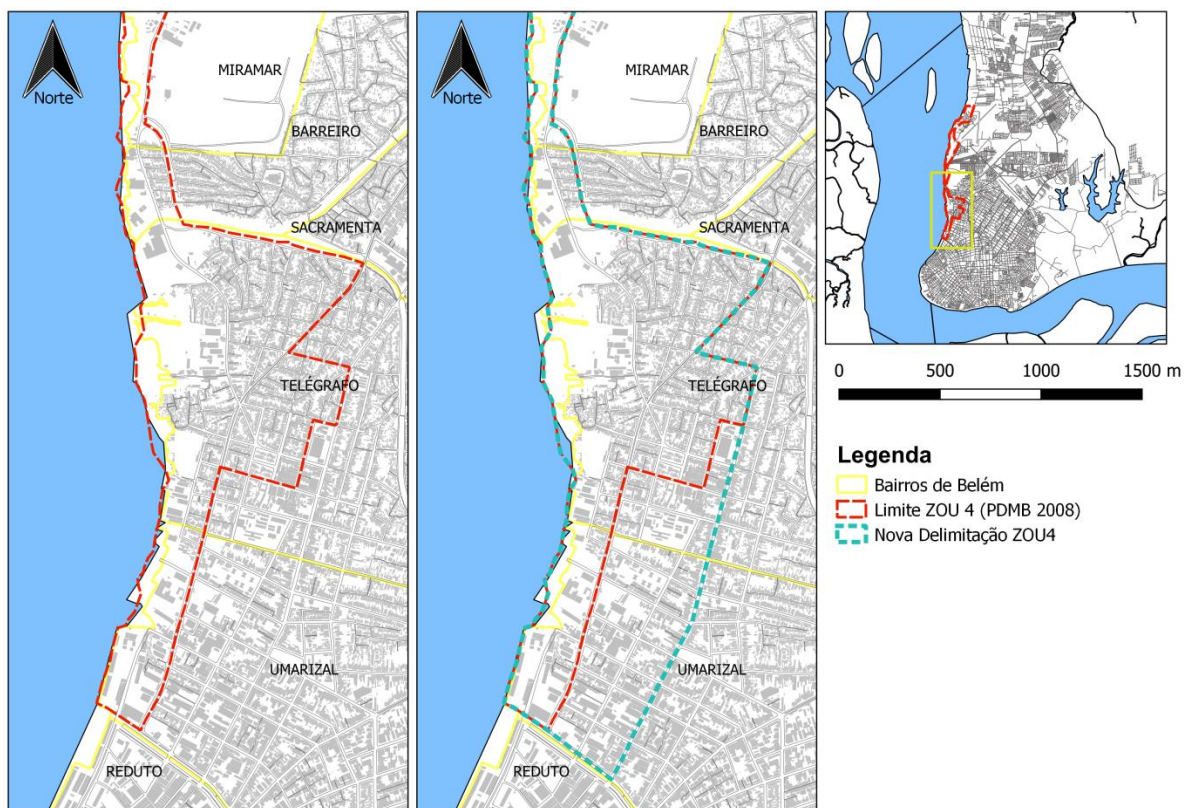 Norte
MIRAMAR
BARREIRO
SACRAMENTA
TELÉGRAFO
UMARIZAL
REDUTO
Norte
MIRAMAR
BARREIRO
SACRAMENTA
TELÉGRAFO
UMARIZAL
REDUTO
0 500 1000 1500 m
Legenda
Bairros de Belém
Limite ZOU 4 (PDMB 2008)
Nova Delimitação ZOU4